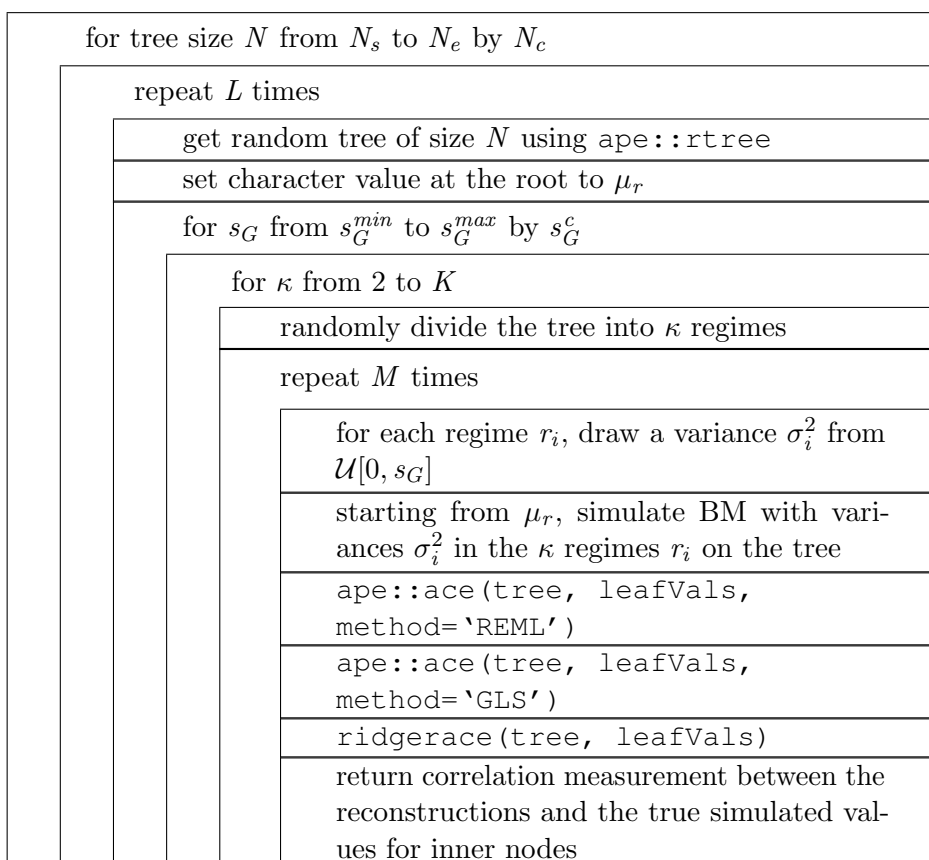 for tree size N from N_s to N_e by N_c
repeat L times
get random tree of size N using ape::rtree
set character value at the root to μ_r
for s_G from s_G^{min} to s_G^{max} by s_G^c
for κ from 2 to K
randomly divide the tree into κ regimes
repeat M times
for each regime r_i, draw a variance σ_i^2 from
𝒰[0, s_G]
starting from μ_r, simulate BM with vari-
ances σ_i^2 in the κ regimes r_i on the tree
ape::ace(tree, leafVals,
method=‘REML’)
ape::ace(tree, leafVals,
method=‘GLS’)
ridgerace(tree, leafVals)
return correlation measurement between the
reconstructions and the true simulated val-
ues for inner nodes